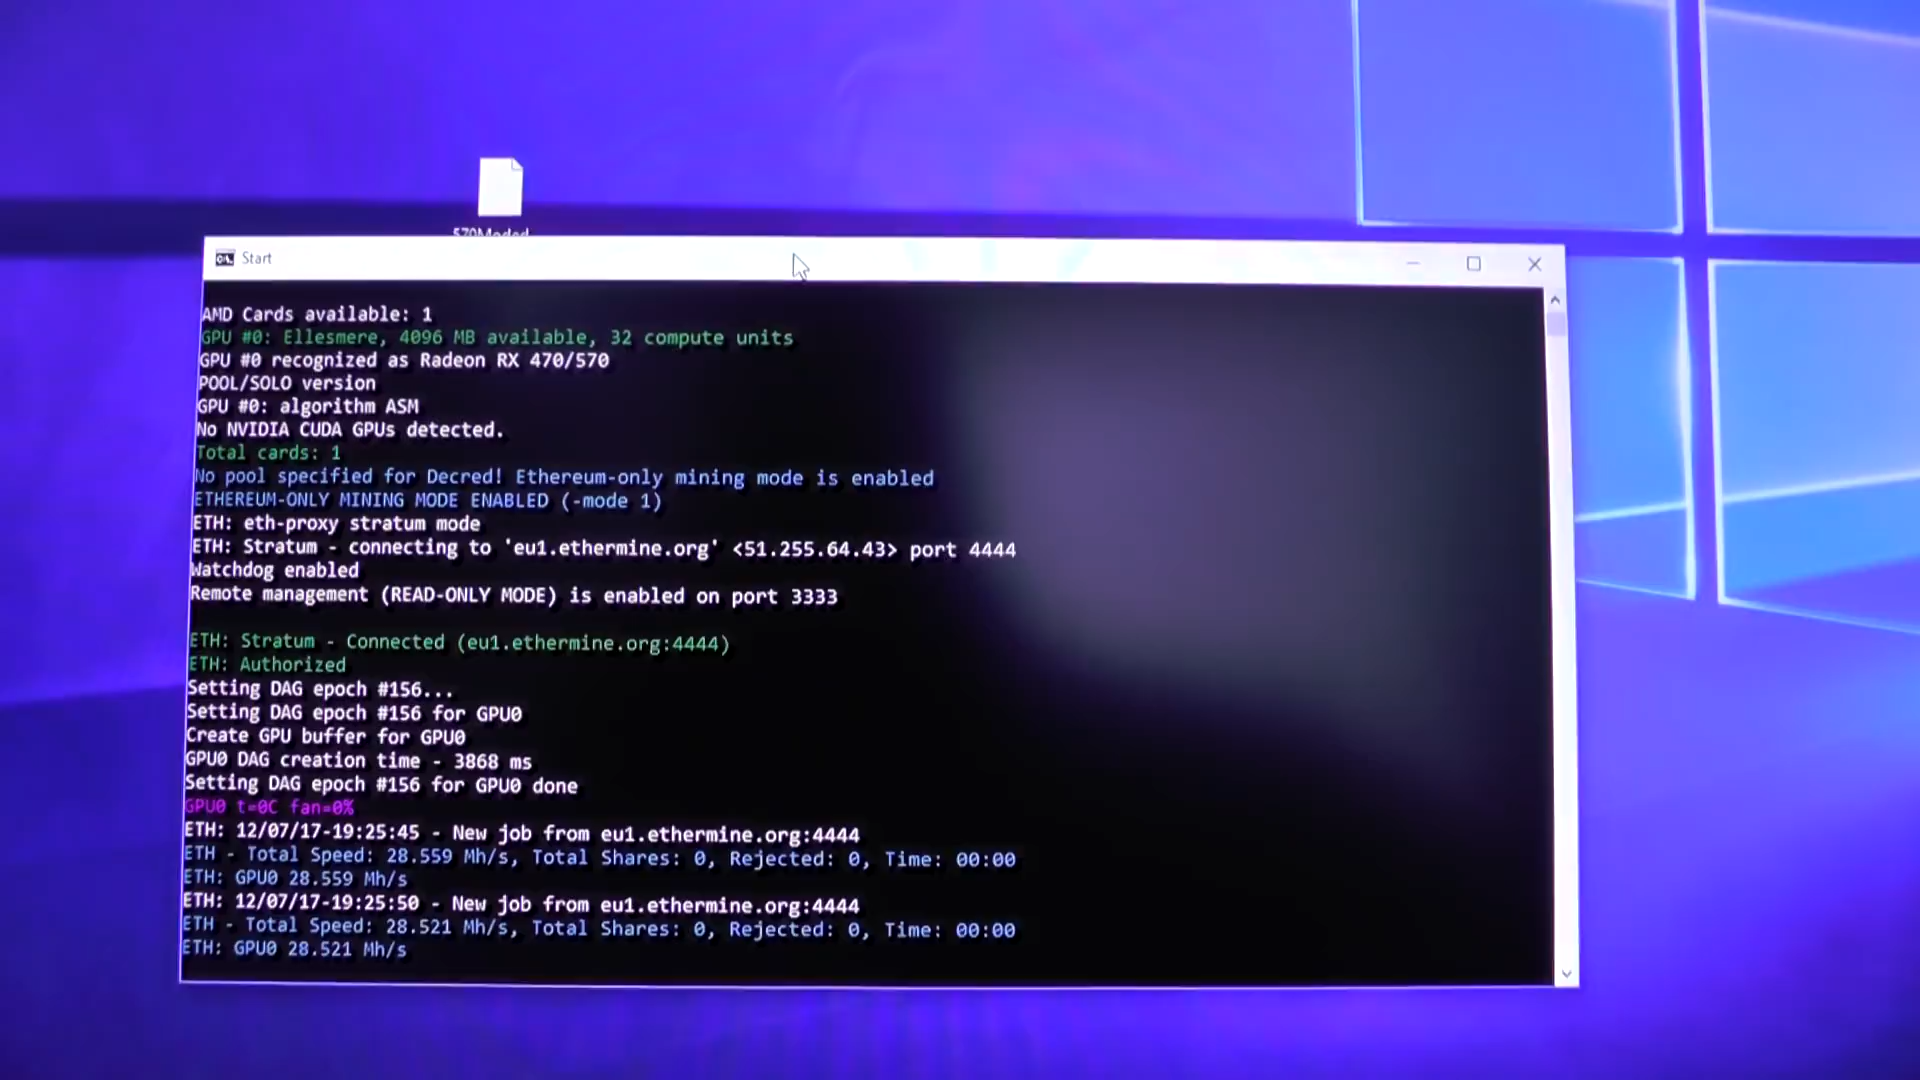 570Moded
Start
AMD Cards available: 1
GPU #0: Ellesmere, 4096 MB available, 32 compute units
GPU #0 recognized as Radeon RX 470/570
POOL/SOLO version
GPU #0: algorithm ASM
No NVIDIA CUDA GPUs detected.
Total cards: 1
No pool specified for Decred! Ethereum-only mining mode is enabled
ETHEREUM-ONLY MINING MODE ENABLED (-mode 1)
ETH: eth-proxy stratum mode
ETH: Stratum - connecting to 'eu1.ethermine.org' <51.255.64.43> port 4444
Watchdog enabled
Remote management (READ-ONLY MODE) is enabled on port 3333
ETH: Stratum - Connected (eu1.ethermine.org:4444)
ETH: Authorized
Setting DAG epoch #156...
Setting DAG epoch #156 for GPU0
Create GPU buffer for GPU0
GPU0 DAG creation time - 3868 ms
Setting DAG epoch #156 for GPU0 done
GPU0 t=0C fan=0%
ETH: 12/07/17-19:25:45 - New job from eu1.ethermine.org:4444
ETH - Total Speed: 28.559 Mh/s, Total Shares: 0, Rejected: 0, Time: 00:00
ETH: GPU0 28.559 Mh/s
ETH: 12/07/17-19:25:50 - New job from eu1.ethermine.org:4444
ETH - Total Speed: 28.521 Mh/s, Total Shares: 0, Rejected: 0, Time: 00:00
ETH: GPU0 28.521 Mh/s